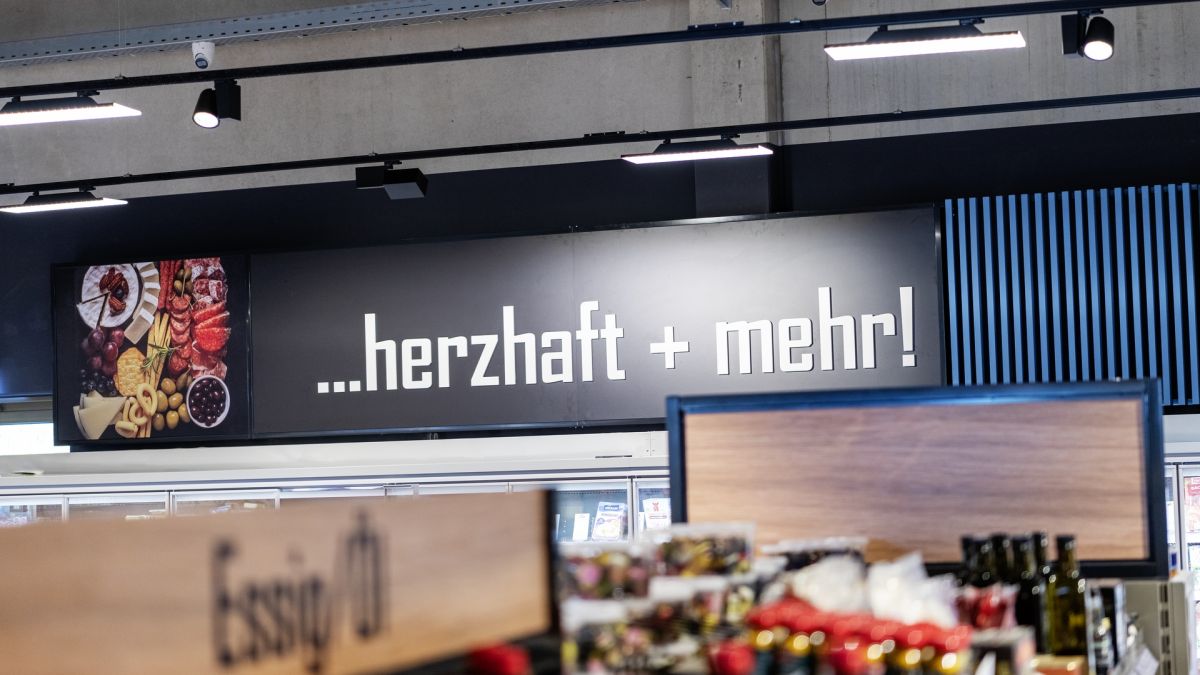 ...herzhaft + mehr!
Essig/Öl